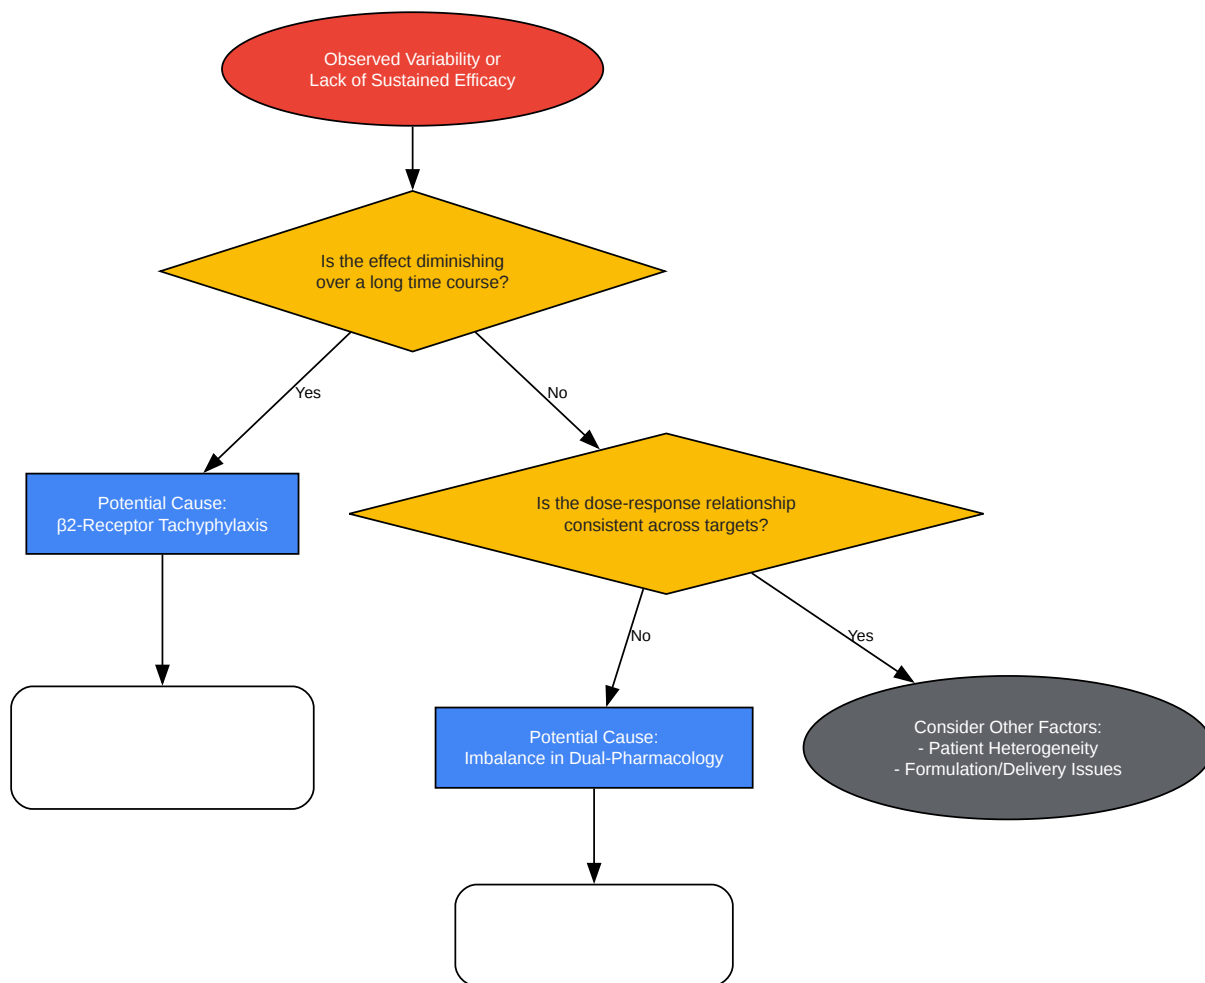 Observed Variability or
Lack of Sustained Efficacy
Is the effect diminishing
over a long time course?
Yes
No
Potential Cause:
β2-Receptor Tachyphylaxis
Is the dose-response relationship
consistent across targets?
No
Yes
Potential Cause:
Imbalance in Dual-Pharmacology
Consider Other Factors:
- Patient Heterogeneity
- Formulation/Delivery Issues